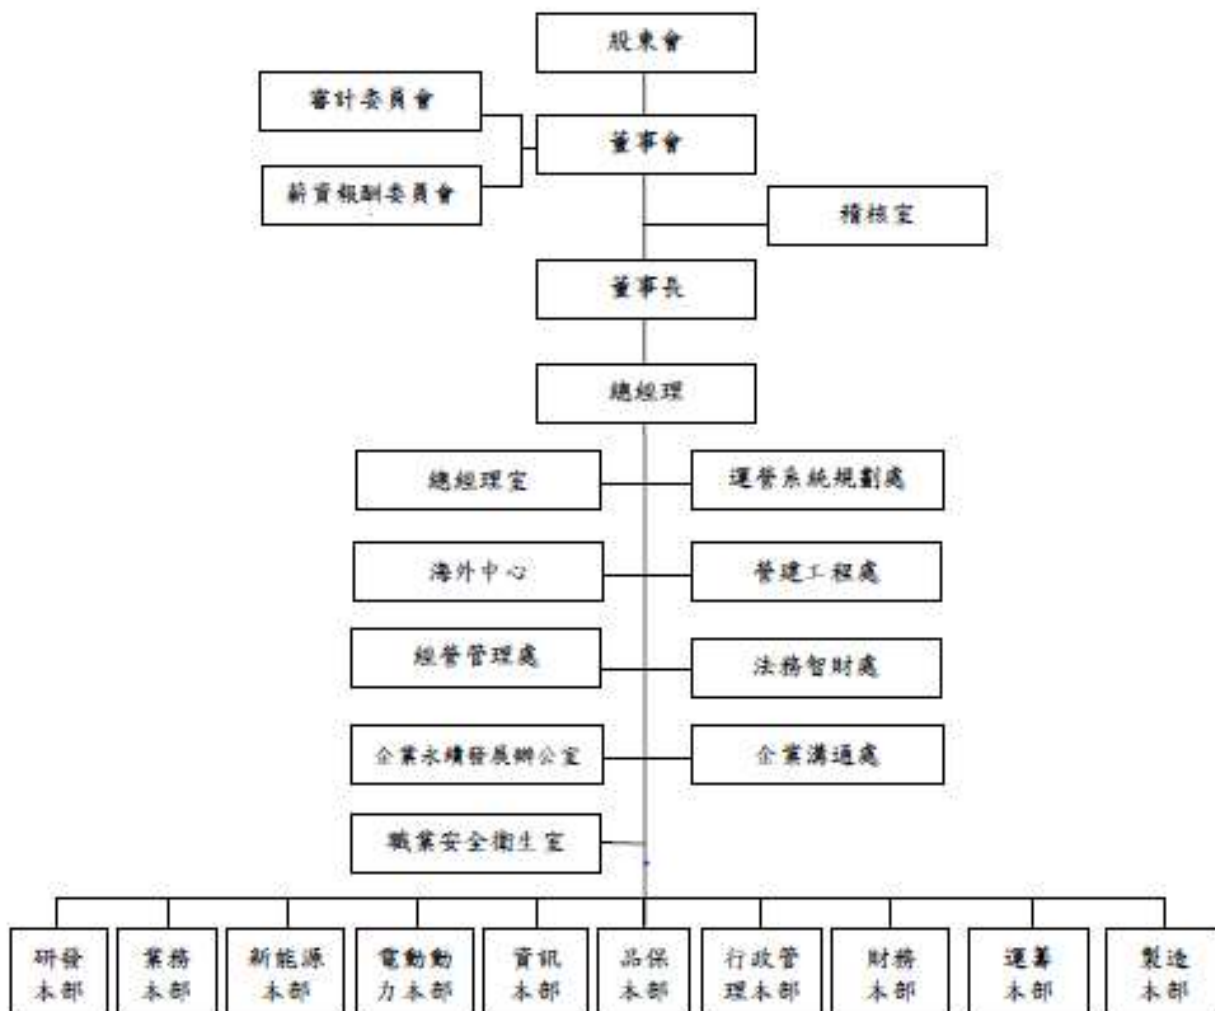 股東會
審計委員會
董事會
薪資報酬委員會
稽核室
董事長
總經理
總經理室
運營系統規劃處
海外中心
營建工程處
經營管理處
法務智財處
企業永續發展辦公室
企業溝通處
職業安全衛生室
研發
本部
業務
本部
新能源
本部
電動動
力本部
資訊
本部
品保
本部
行政管
理本部
財務
本部
運籌
本部
製造
本部